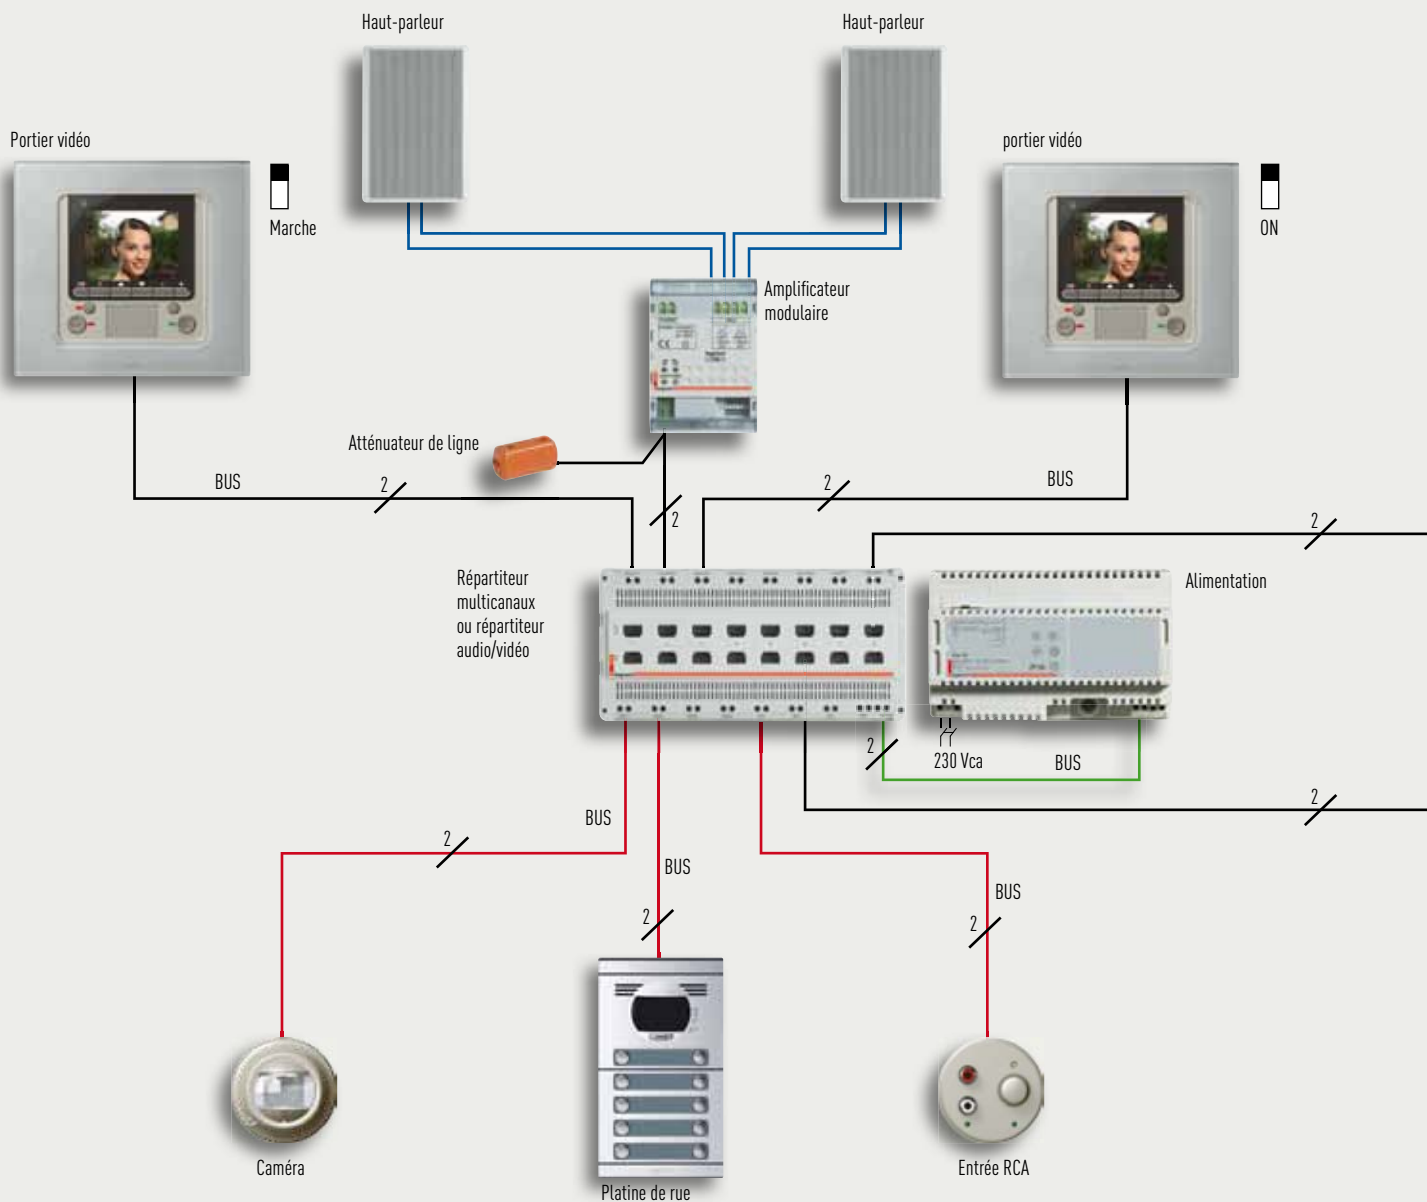 Haut-parleur
Haut-parleur
Portier vidéo
portier vidéo
Marche
ON
Amplificateur
modulaire
Atténuateur de ligne
BUS
2
2
2
BUS
2
Répartiteur
multicanaux
ou répartiteur
audio/vidéo
Alimentation
2
230 Vca
BUS
2
BUS
2
BUS
2
BUS
2
Caméra
Platine de rue
Entrée RCA